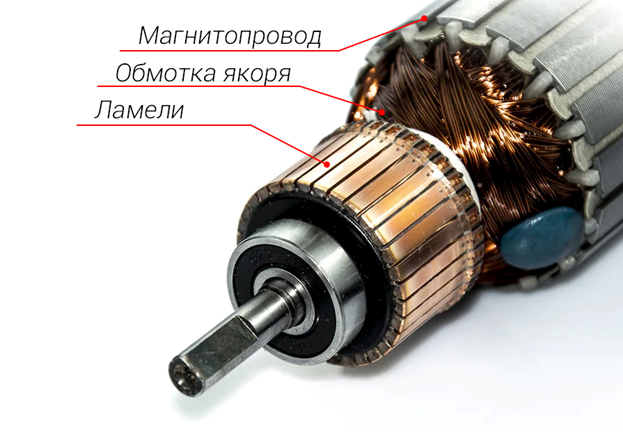 Магнитопровод
Обмотка якоря
Ламели